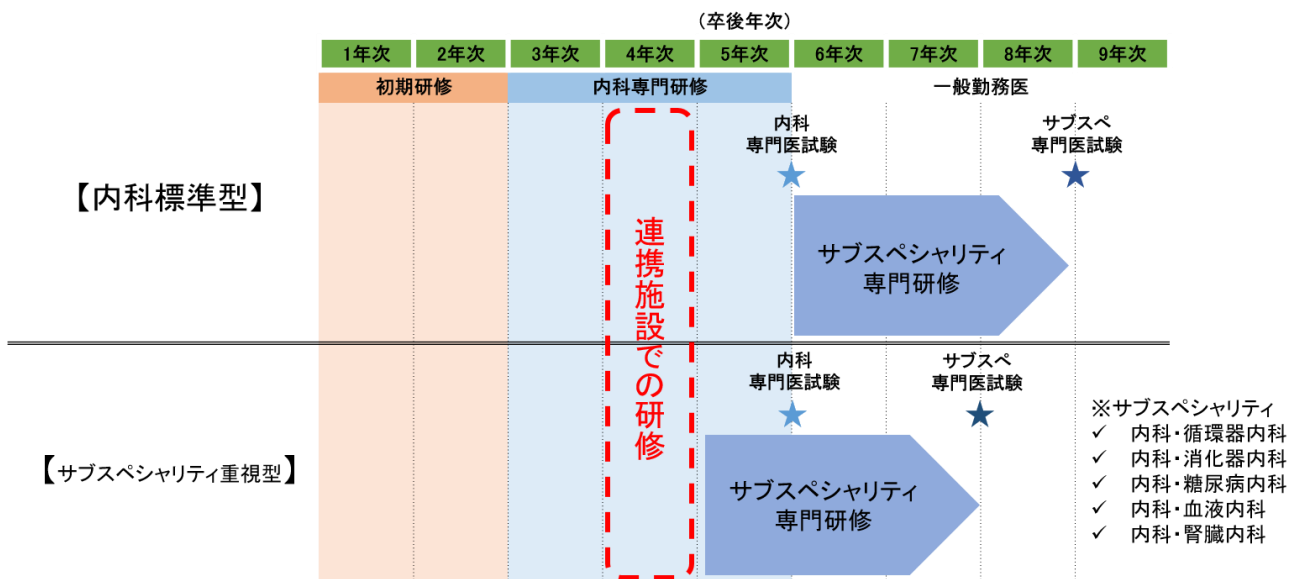 (卒後年次)
1年次 2年次 3年次 4年次 5年次 6年次 7年次 8年次 9年次
初期研修 内科専門研修 一般勤務医
【内科標準型】
内科
専門医試験
サブスペ
専門医試験
サブスペシャリティ
専門研修
連携施設での研修
【サブスペシャリティ重視型】
内科
専門医試験
サブスペ
専門医試験
サブスペシャリティ
専門研修
※サブスペシャリティ
✓ 内科・循環器内科
✓ 内科・消化器内科
✓ 内科・糖尿病内科
✓ 内科・血液内科
✓ 内科・腎臓内科